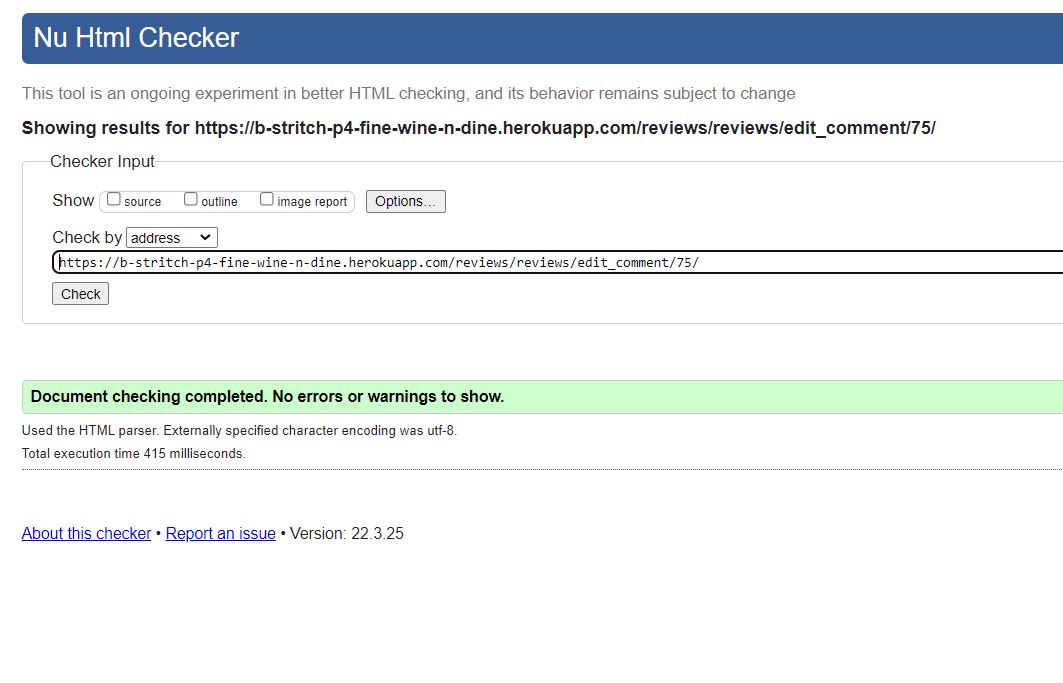 Nu Html Checker
This tool is an ongoing experiment in better HTML checking, and its behavior remains subject to change
Showing results for https://b-stritch-p4-fine-wine-n-dine.herokuapp.com/reviews/reviews/edit_comment/75/
Checker Input
Show source outline image report Options...
Check by address
https://b-stritch-p4-fine-wine-n-dine.herokuapp.com/reviews/reviews/edit_comment/75/
Check
Document checking completed. No errors or warnings to show.
Used the HTML parser. Externally specified character encoding was utf-8.
Total execution time 415 milliseconds.
About this checker • Report an issue • Version: 22.3.25